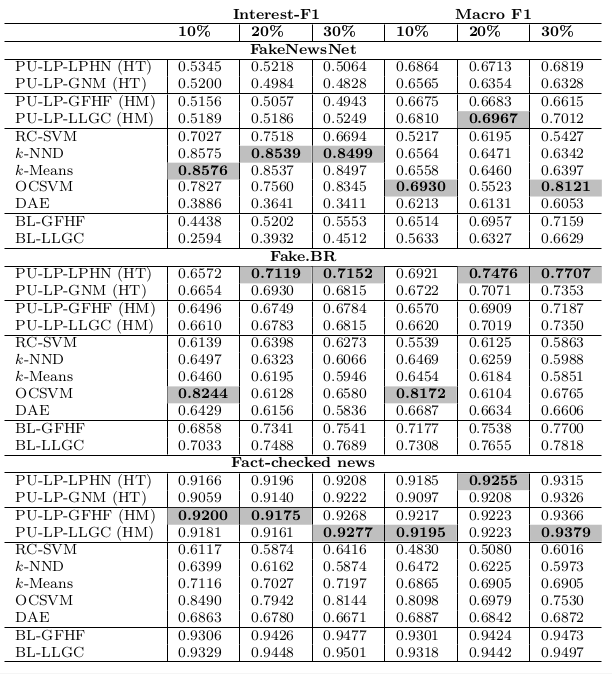 Interest-F1 Macro F1
10% 20% 30% 10% 20% 30%
FakeNewsNet
PU-LP-LPHN (HT) 0.5345 0.5218 0.5064 0.6864 0.6713 0.6819
PU-LP-GNM (HT) 0.5200 0.4984 0.4828 0.6565 0.6354 0.6328
PU-LP-GFHF (HM) 0.5156 0.5057 0.4943 0.6675 0.6683 0.6615
PU-LP-LLGC (HM) 0.5189 0.5186 0.5249 0.6810 0.6967 0.7012
RC-SVM 0.7027 0.7518 0.6694 0.5217 0.6195 0.5427
k-NND 0.8575 0.8539 0.8499 0.6564 0.6471 0.6342
k-Means 0.8576 0.8537 0.8497 0.6558 0.6460 0.6397
OCSVM 0.7827 0.7560 0.8345 0.6930 0.5523 0.8121
DAE 0.3886 0.3641 0.3411 0.6213 0.6131 0.6053
BL-GFHF 0.4438 0.5202 0.5553 0.6514 0.6957 0.7159
BL-LLGC 0.2594 0.3932 0.4512 0.5633 0.6327 0.6629
Fake.BR
PU-LP-LPHN (HT) 0.6572 0.7119 0.7152 0.6921 0.7476 0.7707
PU-LP-GNM (HT) 0.6654 0.6930 0.6815 0.6722 0.7071 0.7353
PU-LP-GFHF (HM) 0.6496 0.6749 0.6784 0.6570 0.6909 0.7187
PU-LP-LLGC (HM) 0.6610 0.6783 0.6815 0.6620 0.7019 0.7350
RC-SVM 0.6139 0.6398 0.6273 0.5539 0.6125 0.5863
k-NND 0.6497 0.6323 0.6066 0.6469 0.6259 0.5988
k-Means 0.6460 0.6195 0.5946 0.6454 0.6184 0.5851
OCSVM 0.8244 0.6128 0.6580 0.8172 0.6104 0.6765
DAE 0.6429 0.6156 0.5836 0.6687 0.6634 0.6606
BL-GFHF 0.6858 0.7341 0.7541 0.7177 0.7538 0.7700
BL-LLGC 0.7033 0.7488 0.7689 0.7308 0.7655 0.7818
Fact-checked news
PU-LP-LPHN (HT) 0.9166 0.9196 0.9208 0.9185 0.9255 0.9315
PU-LP-GNM (HT) 0.9059 0.9140 0.9222 0.9097 0.9208 0.9326
PU-LP-GFHF (HM) 0.9200 0.9175 0.9268 0.9217 0.9223 0.9366
PU-LP-LLGC (HM) 0.9181 0.9161 0.9277 0.9195 0.9223 0.9379
RC-SVM 0.6117 0.5874 0.6416 0.4830 0.5080 0.6016
k-NND 0.6399 0.6162 0.5874 0.6472 0.6225 0.5973
k-Means 0.7116 0.7027 0.7197 0.6865 0.6905 0.6905
OCSVM 0.8490 0.7942 0.8144 0.8098 0.6979 0.7530
DAE 0.6863 0.6780 0.6671 0.6887 0.6842 0.6872
BL-GFHF 0.9306 0.9426 0.9477 0.9301 0.9424 0.9473
BL-LLGC 0.9329 0.9448 0.9501 0.9318 0.9442 0.9497